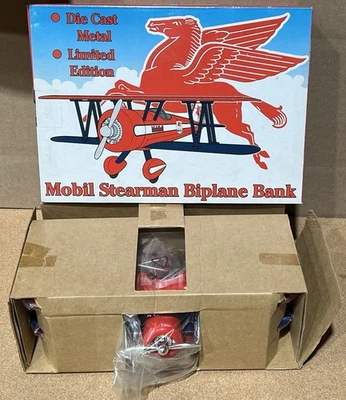 Die Cast
Metal
Limited
Edition
Mobil Stearman Biplane Bank